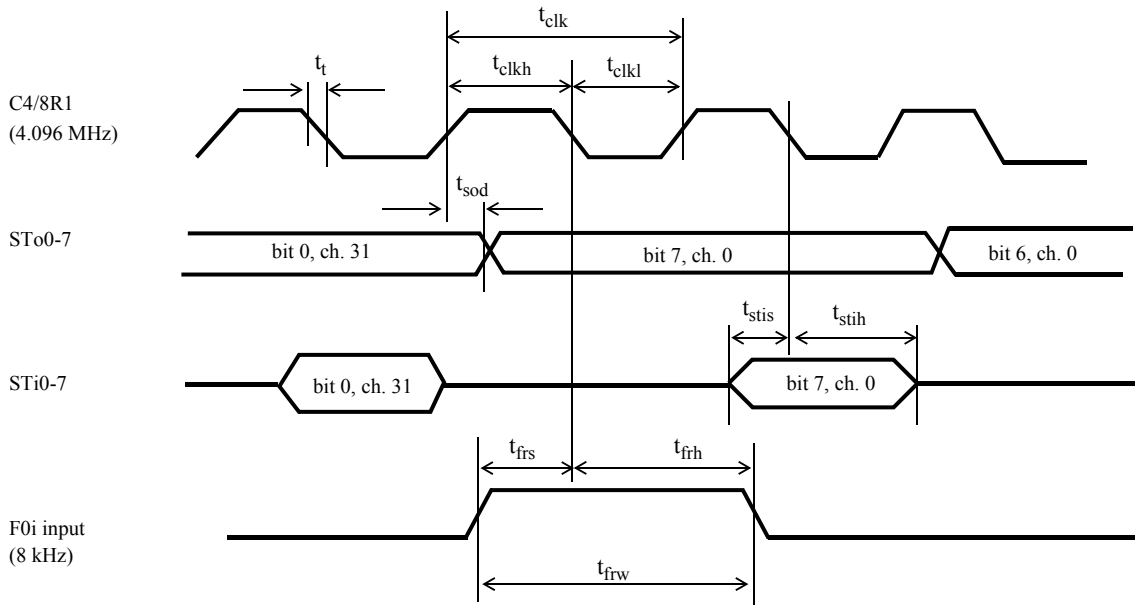 t_clk
t_t
t_clkh
t_clkl
C4/8R1
(4.096 MHz)
t_sod
STo0-7
bit 0, ch. 31
bit 7, ch. 0
bit 6, ch. 0
t_stis
t_stih
STi0-7
bit 0, ch. 31
bit 7, ch. 0
t_frs
t_frh
F0i input
(8 kHz)
t_frw